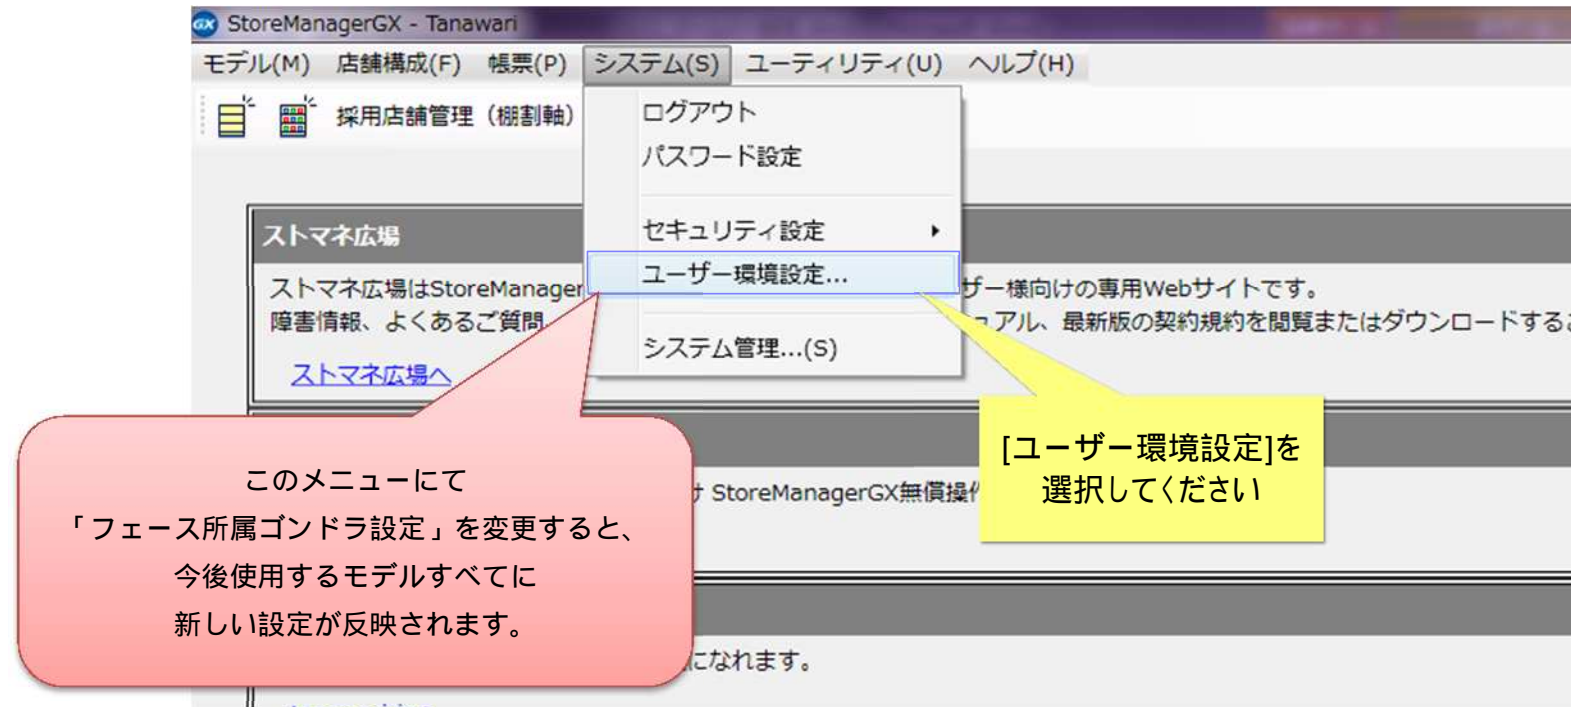 StoreManagerGX - Tanawari
モデル(M) 店舗構成(F) 帳票(P) システム(S) ユーティリティ(U) ヘルプ(H)
採用店舗管理（棚割軸）
ログアウト
パスワード設定
セキュリティ設定
ユーザー環境設定...
システム管理...(S)
ストマネ広場
ストマネ広場はStoreManager ザー様向けの専用Webサイトです。
障害情報、よくあるご質問 ュアル、最新版の契約規約を閲覧またはダウンロードする
ストマネ広場へ
[ユーザー環境設定]を
選択してください
このメニューにて
「フェース所属ゴンドラ設定」を変更すると、
今後使用するモデルすべてに
新しい設定が反映されます。
StoreManagerGX無償操作
になれます。